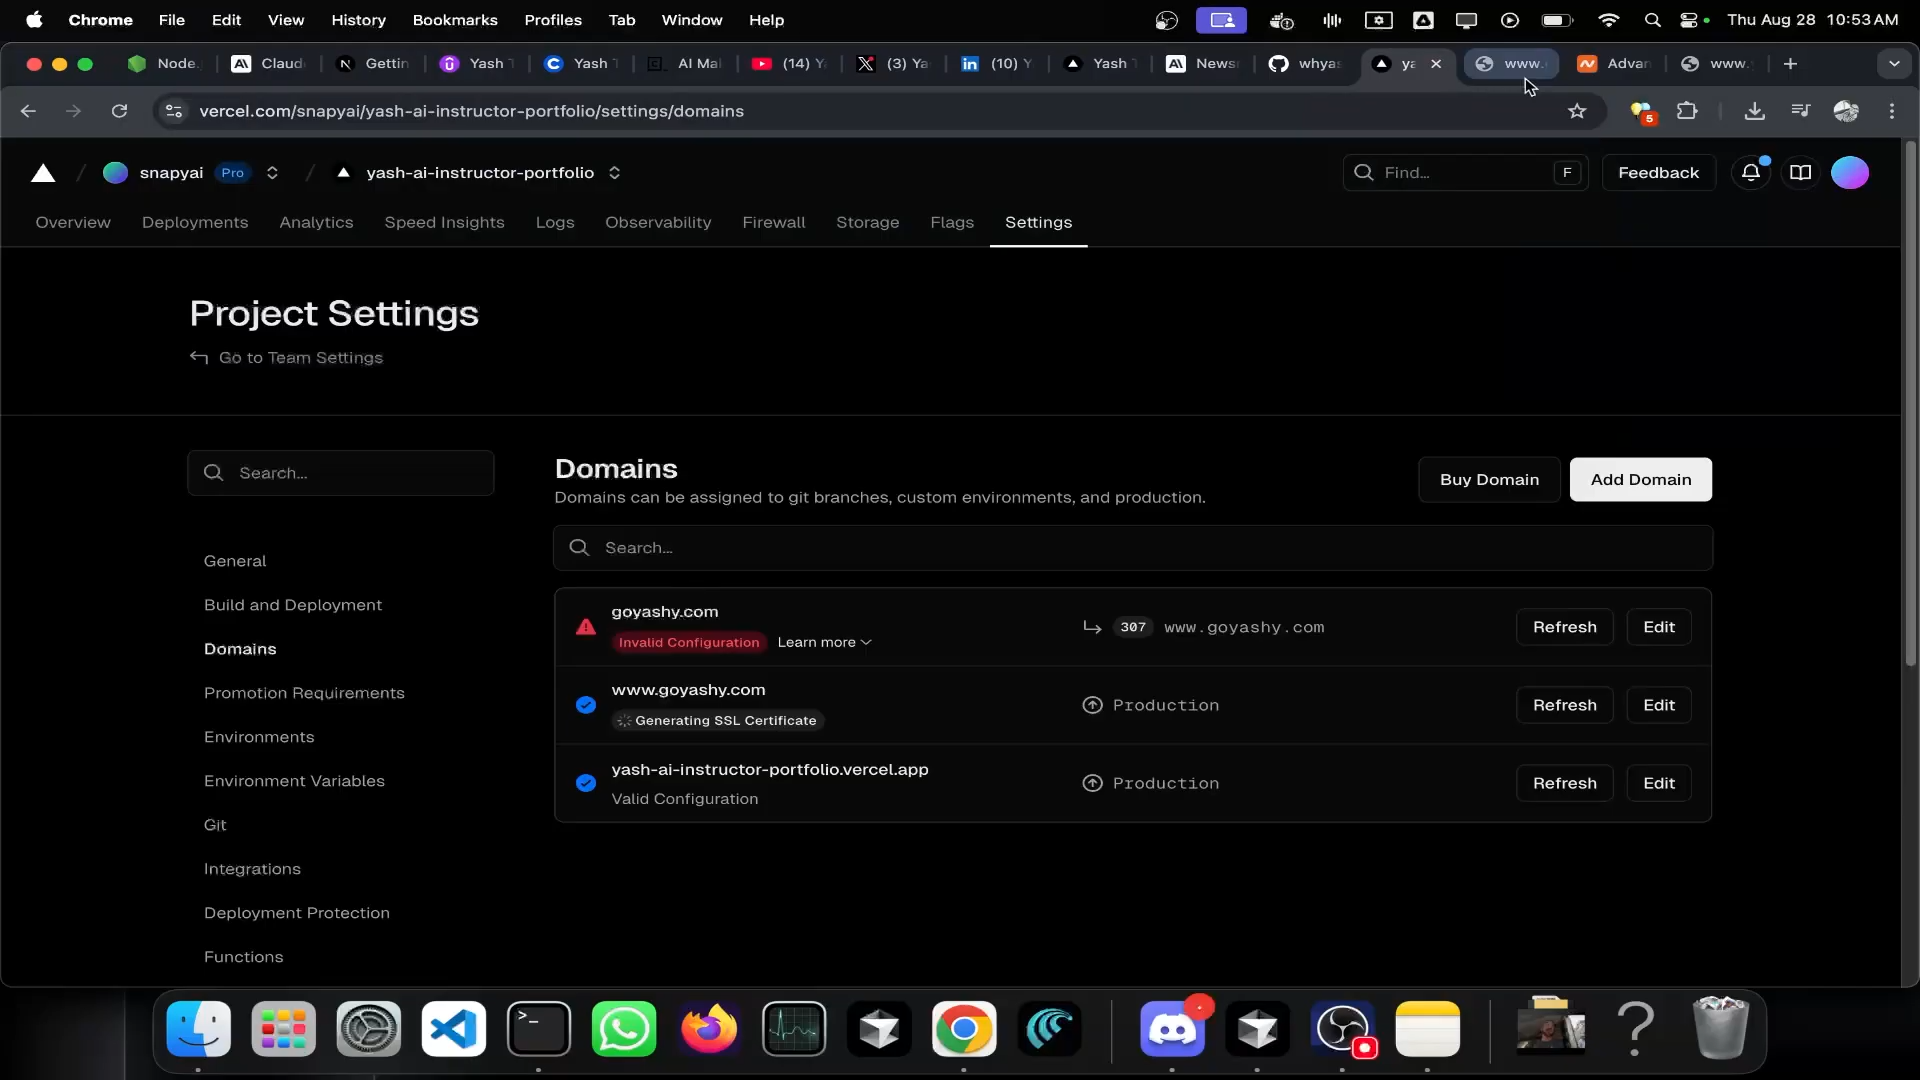 Chrome File Edit View History Bookmarks Profiles Tab Window Help Thu Aug 28 10:53 AM
Node. Claud Gettin Yash T Yash T AI Mal (14) Y (3) Ya (10) Y Yash T News whyas ya www. Advan www.
vercel.com/snapyai/yash-ai-instructor-portfolio/settings/domains 5
snapyai Pro yash-ai-instructor-portfolio Find... F Feedback
Overview Deployments Analytics Speed Insights Logs Observability Firewall Storage Flags Settings
Project Settings
Go to Team Settings
Search...
General
Build and Deployment
Domains
Promotion Requirements
Environments
Environment Variables
Git
Integrations
Deployment Protection
Functions
Domains
Domains can be assigned to git branches, custom environments, and production.
Buy Domain Add Domain
Search...
goyashy.com
Invalid Configuration Learn more
307 www.goyashy.com
Refresh Edit
www.goyashy.com
Generating SSL Certificate
Production
Refresh Edit
yash-ai-instructor-portfolio.vercel.app
Valid Configuration
Production
Refresh Edit